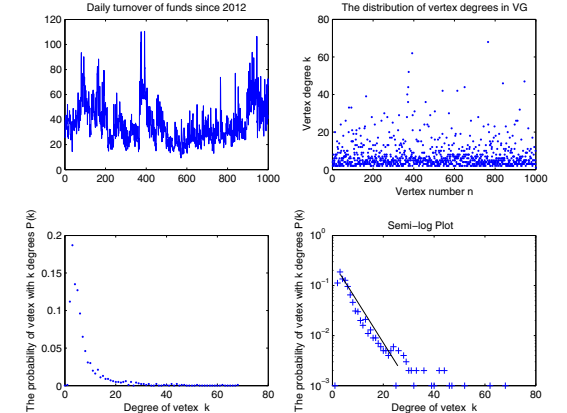 Daily turnover of funds since 2012
120
100
80
60
40
20
0
0 200 400 600 800 1000
The distribution of vertex degrees in VG
Vertex degree k
80
60
40
20
0
0 200 400 600 800 1000
Vertex number n
The probability of vetex with k degrees P(k)
0.2
0.15
0.1
0.05
0
0 20 40 60 80
Degree of vetex k
Semi-log Plot
The probability of vetex with k degrees P(k)
10^0
10^-1
10^-2
10^-3
0 20 40 60 80
Degree of vetex k